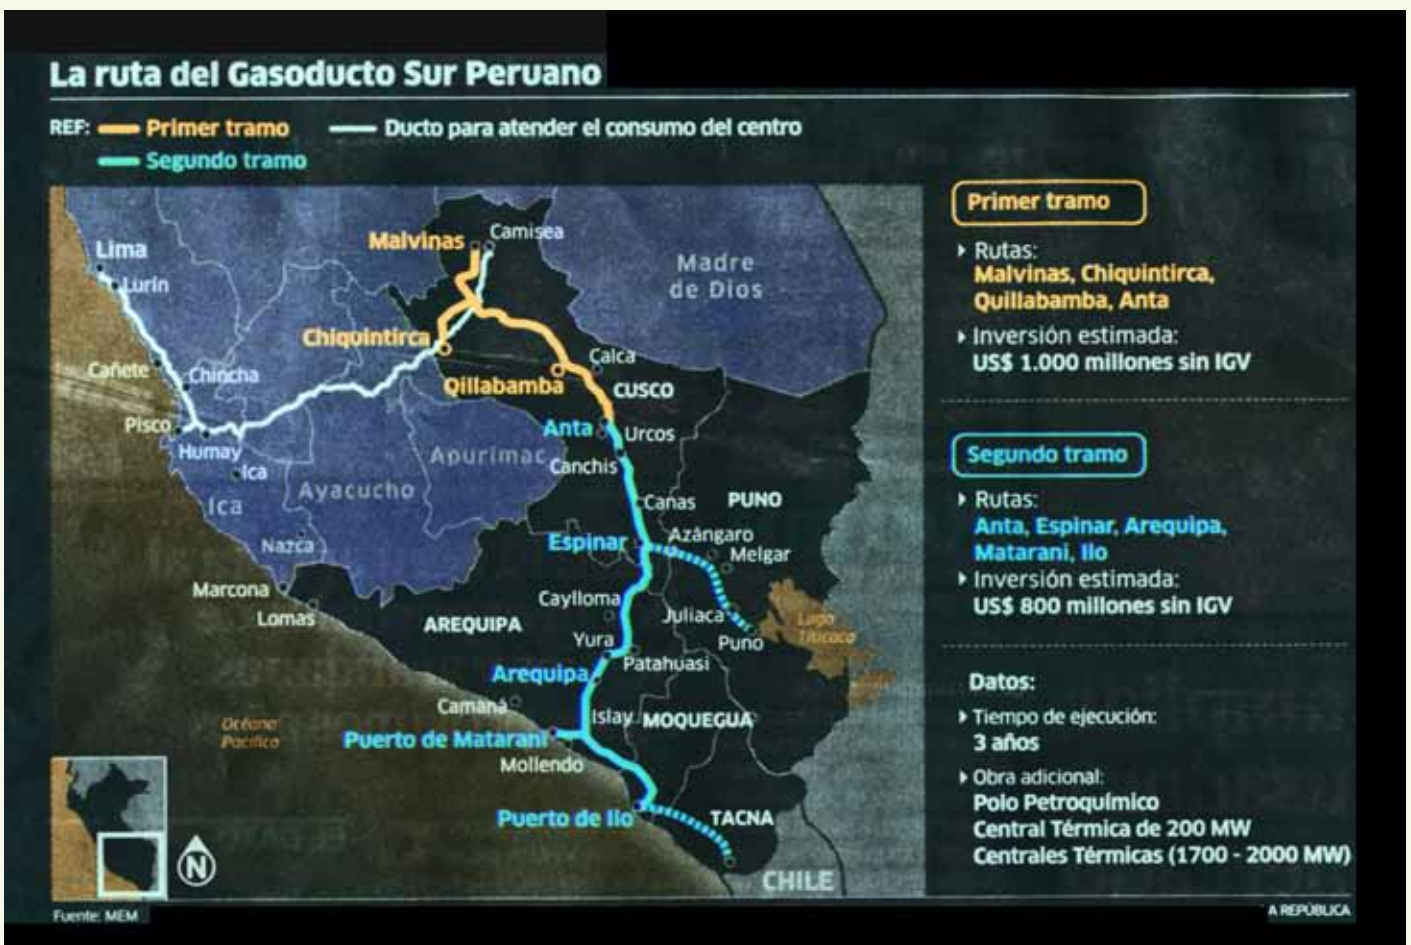 La ruta del Gasoducto Sur Peruano
REF: Primer tramo
Ducto para atender el consumo del centro
Segundo tramo
Malvinas
Camisea
Lima
Lurín
Madre
de Dios
Chiquintirca
Cañete
Chincha
Calca
Qillabamba
CUSCO
Pisco
Anta
Urcos
Humay
Apurimac
Canchis
Ica
Ayacucho
Ica
Canas
PUNO
Nazca
Espinar
Azángaro
Melgar
Marcona
Caylloma
Lomas
AREQUIPA
Juliaca
Lago
Titicaca
Yura
Puno
Arequipa
Patahuasi
Camaná
Islay
MOQUEGUA
Océano
Pacífico
Puerto de Matarani
Mollendo
Puerto de Ilo
TACNA
N
CHILE
Primer tramo
Rutas:
Malvinas, Chiquintirca,
Quillabamba, Anta
Inversión estimada:
US$ 1.000 millones sin IGV
Segundo tramo
Rutas:
Anta, Espinar, Arequipa,
Matarani, Ilo
Inversión estimada:
US$ 800 millones sin IGV
Datos:
Tiempo de ejecución:
3 años
Obra adicional:
Polo Petroquímico
Central Térmica de 200 MW
Centrales Térmicas (1700 - 2000 MW)
Fuente: MEM
A REPÚBLICA